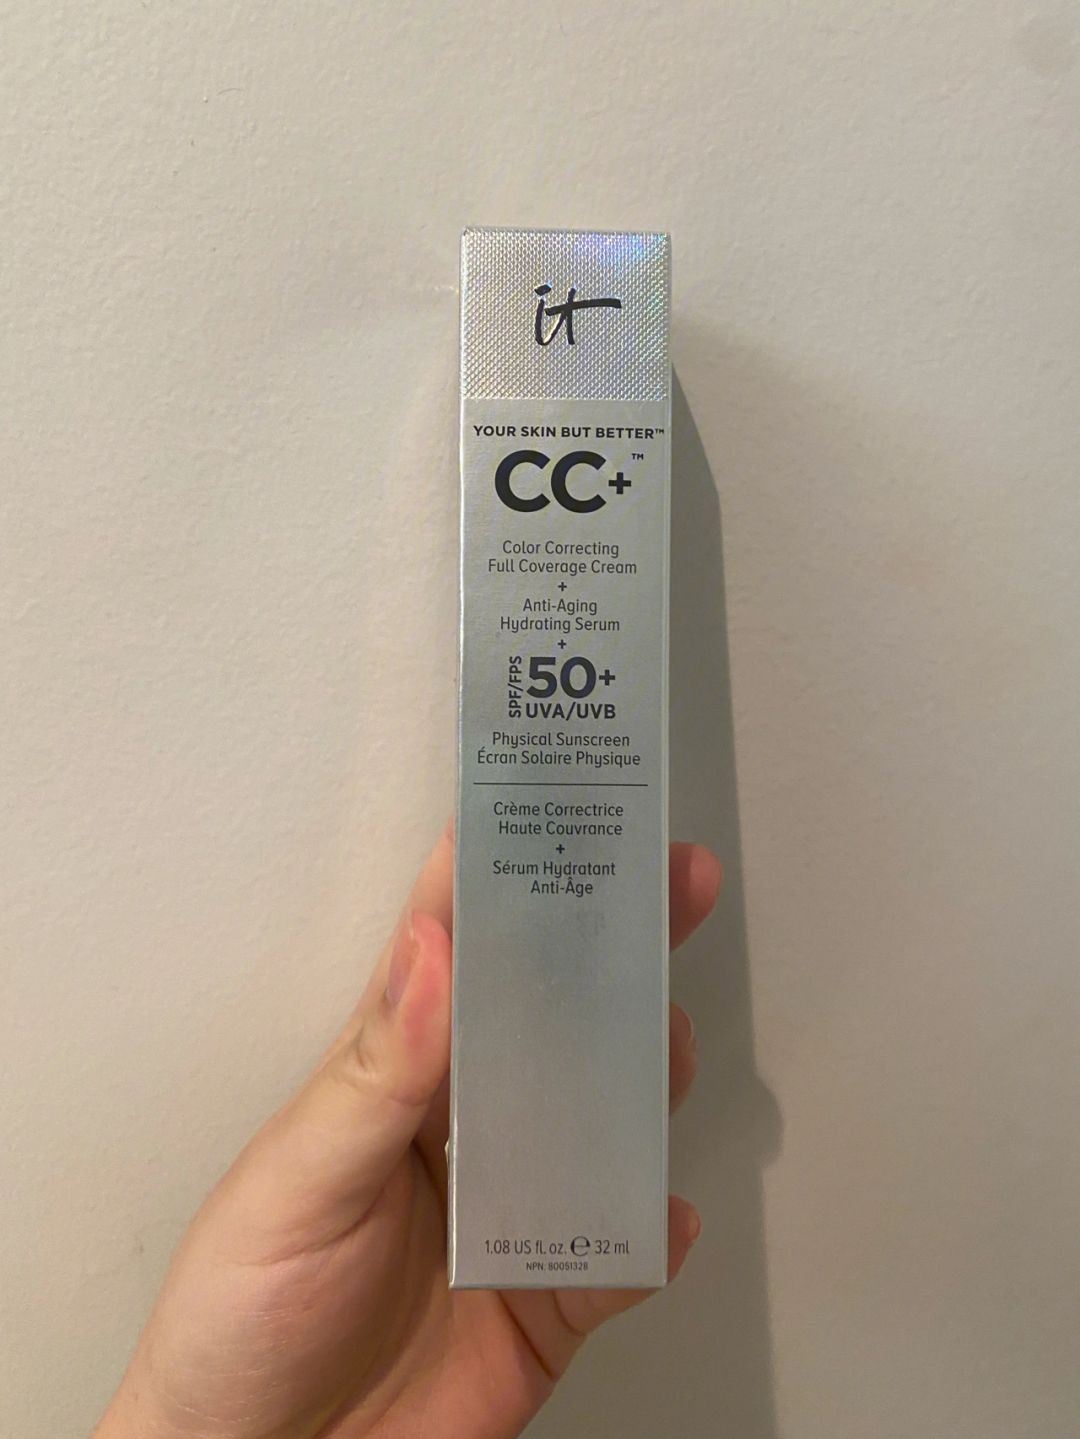 it
YOUR SKIN BUT BETTER™
CC+™
Color Correcting
Full Coverage Cream
+
Anti-Aging
Hydrating Serum
+
SPF/FPS 50+
UVA/UVB
Physical Sunscreen
Écran Solaire Physique
Crème Correctrice
Haute Couvrance
+
Sérum Hydratant
Anti-Âge
1.08 US fl. oz. ℮ 32 ml
NPN: 80051328